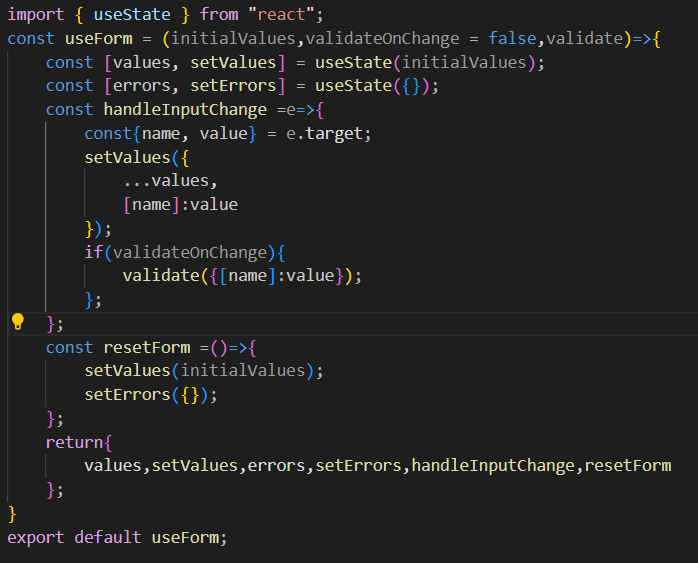 import { useState } from "react";
const useForm = (initialValues,validateOnChange = false,validate)=>{
    const [values, setValues] = useState(initialValues);
    const [errors, setErrors] = useState({});
    const handleInputChange =e=>{
        const{name, value} = e.target;
        setValues({
            ...values,
            [name]:value
        });
        if(validateOnChange){
            validate({[name]:value});
        };
    };
    const resetForm =()=>{
        setValues(initialValues);
        setErrors({});
    };
    return{
        values,setValues,errors,setErrors,handleInputChange,resetForm
    };
}
export default useForm;